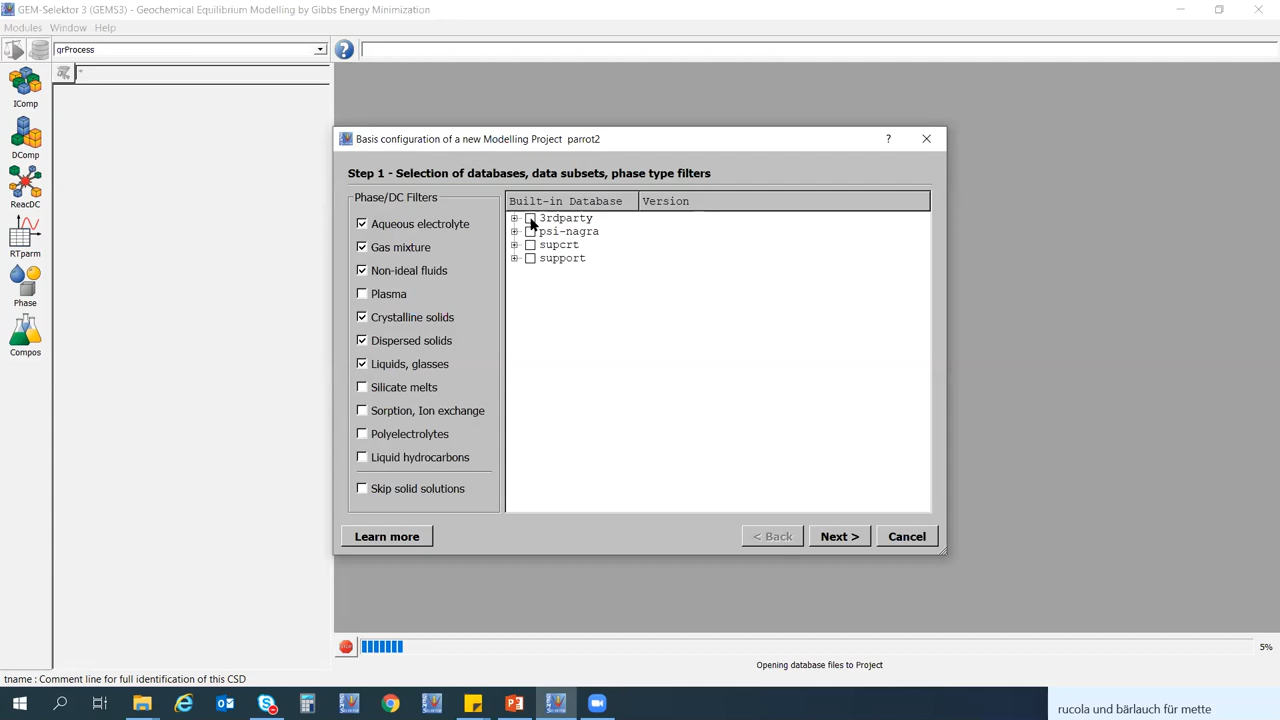 GEM-Selektor 3 (GEMS3) - Geochemical Equilibrium Modelling by Gibbs Energy Minimization
Modules Window Help
qrProcess
*
IComp
DComp
ReacDC
RTparm
Phase
Compos
Basis configuration of a new Modelling Project parrot2
?
Step 1 - Selection of databases, data subsets, phase type filters
Phase/DC Filters
Aqueous electrolyte
Gas mixture
Non-ideal fluids
Plasma
Crystalline solids
Dispersed solids
Liquids, glasses
Silicate melts
Sorption, Ion exchange
Polyelectrolytes
Liquid hydrocarbons
Skip solid solutions
Built-in Database Version
3rdparty
psi-nagra
supcrt
support
Learn more
< Back Next > Cancel
5%
Opening database files to Project
tname : Comment line for full identification of this CSD
rucola und bärlauch für mette